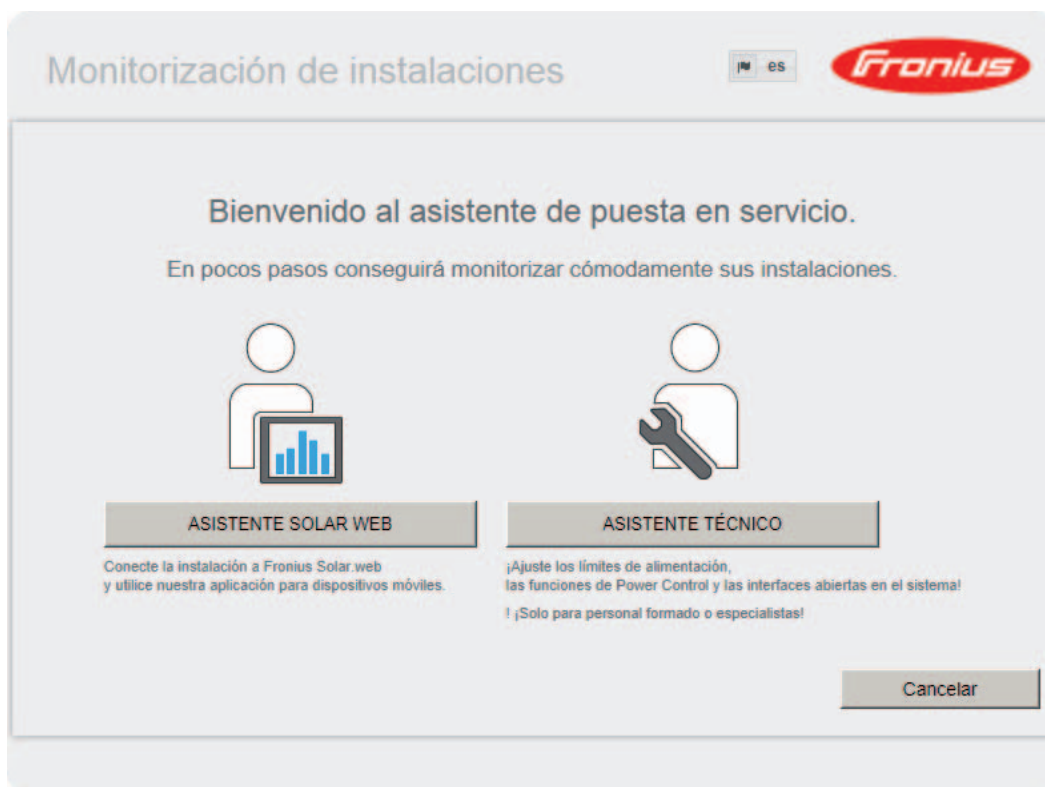 Monitorización de instalaciones
es
Fronius
Bienvenido al asistente de puesta en servicio.
En pocos pasos conseguirá monitorizar cómodamente sus instalaciones.
ASISTENTE SOLAR WEB
ASISTENTE TÉCNICO
Conecte la instalación a Fronius Solar.web
y utilice nuestra aplicación para dispositivos móviles.
¡Ajuste los límites de alimentación,
las funciones de Power Control y las interfaces abiertas en el sistema!
! ¡Solo para personal formado o especialistas!
Cancelar